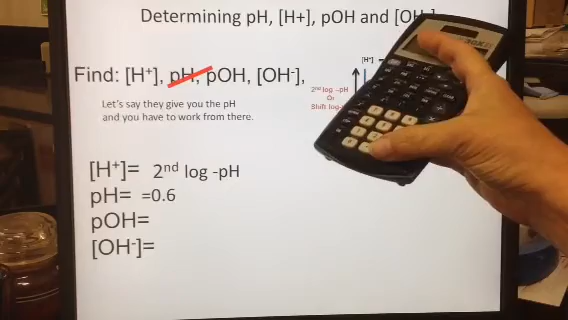 Determining pH, [H+], pOH and [OH-],
Find: [H⁺], pH, pOH, [OH⁻],
Let's say they give you the pH
and you have to work from there.
[H⁺]
2ⁿᵈ log -pH
Or
Shift log-
[H⁺]= 2ⁿᵈ log -pH
pH= =0.6
pOH=
[OH⁻]=